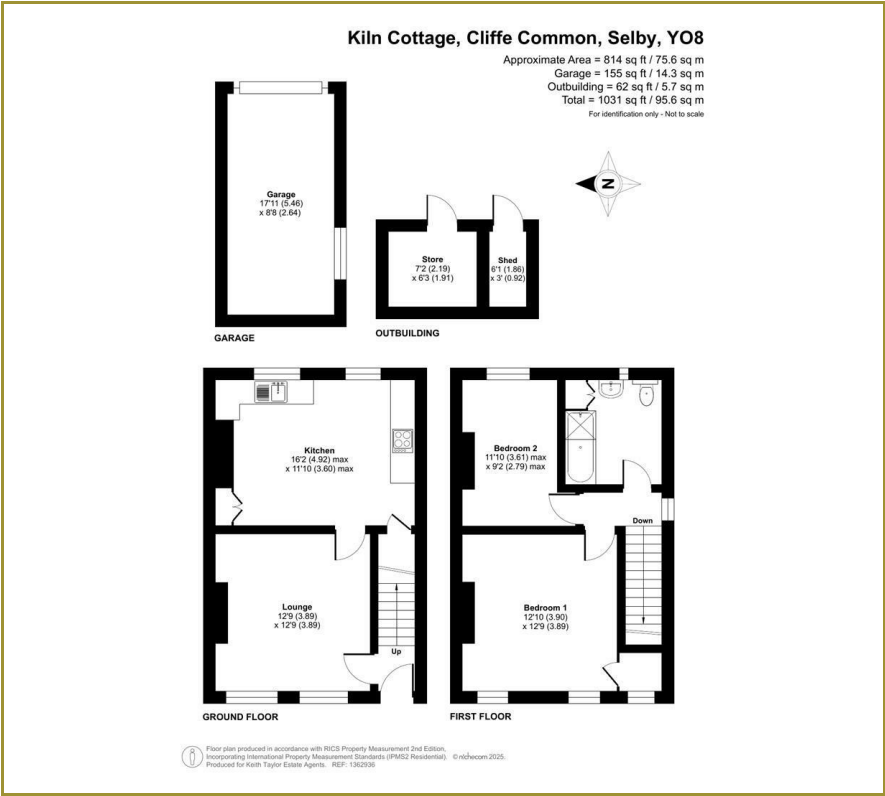 Kiln Cottage, Cliffe Common, Selby, YO8
Approximate Area = 814 sq ft / 75.6 sq m
Garage = 155 sq ft / 14.3 sq m
Outbuilding = 62 sq ft / 5.7 sq m
Total = 1031 sq ft / 95.6 sq m
For identification only - Not to scale
N
Garage
17'11 (5.46)
x 8'8 (2.64)
GARAGE
Store
7'2 (2.19)
x 6'3 (1.91)
Shed
6'1 (1.86)
x 3' (0.92)
OUTBUILDING
Kitchen
16'2 (4.92) max
x 11'10 (3.60) max
Lounge
12'9 (3.89)
x 12'9 (3.89)
Up
GROUND FLOOR
Bedroom 2
11'10 (3.61) max
x 9'2 (2.79) max
Down
Bedroom 1
12'10 (3.90)
x 12'9 (3.89)
FIRST FLOOR
Floor plan produced in accordance with RICS Property Measurement 2nd Edition,
Incorporating International Property Measurement Standards (IPMS2 Residential). © nichecom 2025.
Produced for Keith Taylor Estate Agents. REF: 1362936